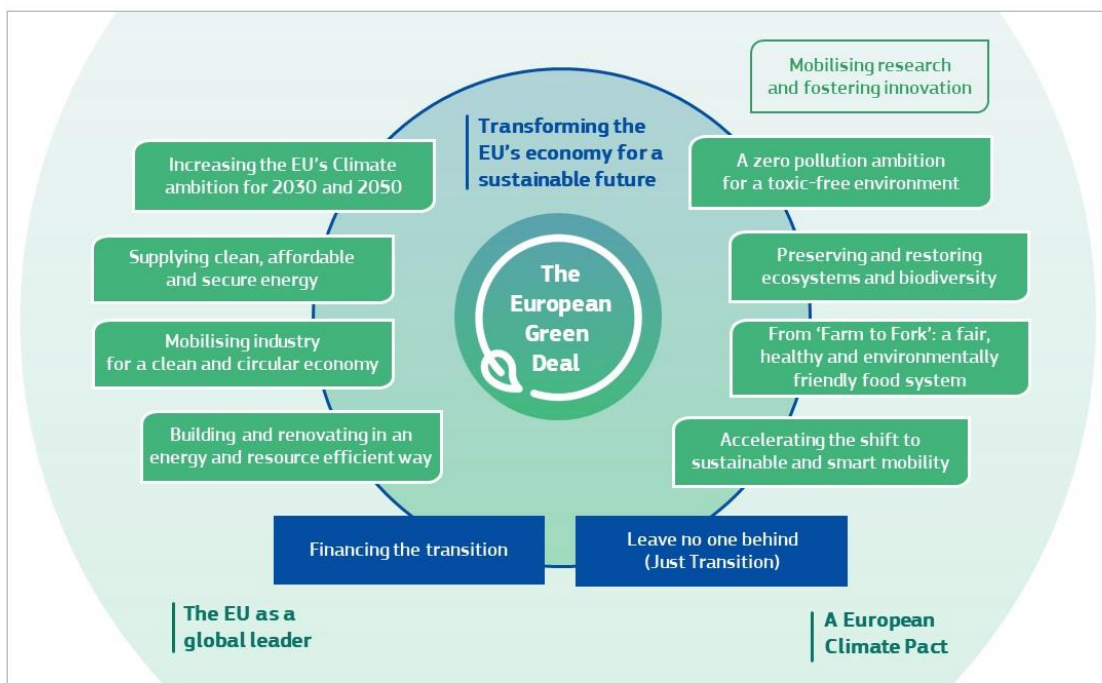 Mobilising research
and fostering innovation
Transforming the
EU's economy for a
sustainable future
Increasing the EU's Climate
ambition for 2030 and 2050
A zero pollution ambition
for a toxic-free environment
Supplying clean, affordable
and secure energy
The
European
Green
Deal
Preserving and restoring
ecosystems and biodiversity
Mobilising industry
for a clean and circular economy
From ‘Farm to Fork’: a fair,
healthy and environmentally
friendly food system
Building and renovating in an
energy and resource efficient way
Accelerating the shift to
sustainable and smart mobility
Financing the transition
Leave no one behind
(Just Transition)
The EU as a
global leader
A European
Climate Pact